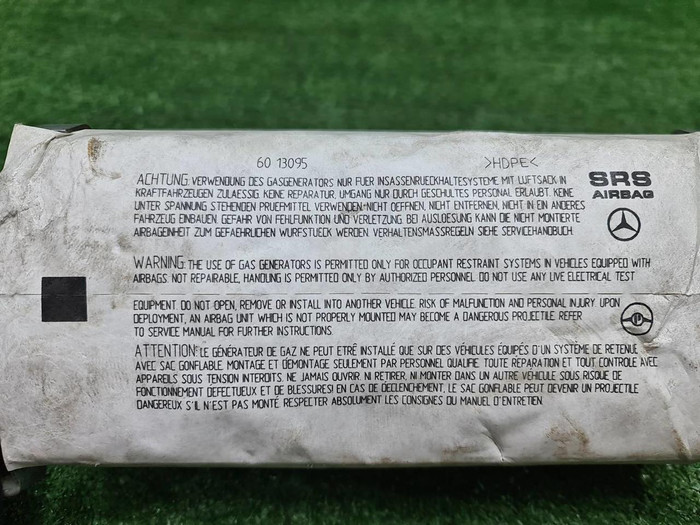 60 13095
>HDPE<
SRS
AIRBAG
ACHTUNG: VERWENDUNG DES GASGENERATORS NUR FUER INSASSENRUECKHALTESYSTEME MIT LUFTSACK IN
KRAFTFAHRZEUGEN ZULAESSIG. KEINE REPARATUR, UMGANG NUR DURCH GESCHULTES PERSONAL ERLAUBT. KEINE
UNTER SPANNUNG STEHENDEN PRUEFMITTEL VERWENDEN. NICHT OEFFNEN, NICHT ENTFERNEN, NICHT IN EIN ANDERES
FAHRZEUG EINBAUEN. GEFAHR VON FEHLFUNKTION UND VERLETZUNG. BEI AUSLOESUNG KANN DIE NICHT MONTIERTE
AIRBAGEINHEIT ZUM GEFAEHRLICHEN WURFSTUECK WERDEN. VERHALTENSMASSREGELN SIEHE SERVICEHANDBUCH.
WARNING: THE USE OF GAS GENERATORS IS PERMITTED ONLY FOR OCCUPANT RESTRAINT SYSTEMS IN VEHICLES EQUIPPED WITH
AIRBAGS. NOT REPAIRABLE, HANDLING IS PERMITTED ONLY BY AUTHORIZED PERSONNEL. DO NOT USE ANY LIVE ELECTRICAL TEST
EQUIPMENT. DO NOT OPEN, REMOVE OR INSTALL INTO ANOTHER VEHICLE. RISK OF MALFUNCTION AND PERSONAL INJURY. UPON
DEPLOYMENT, AN AIRBAG UNIT WHICH IS NOT PROPERLY MOUNTED MAY BECOME A DANGEROUS PROJECTILE. REFER
TO SERVICE MANUAL FOR FURTHER INSTRUCTIONS.
ATTENTION: LE GÉNÉRATEUR DE GAZ NE PEUT ETRÊ INSTALLÉ QUE SUR DES VÉHICULES ÉQUIPÉS D'UN SYSTÈME DE RETENUE
AVEC SAC GONFLABLE. MONTAGE ET DÉMONTAGE SEULEMENT PAR PERSONNEL QUALIFIE. TOUTE REPARATION ET TOUT CONTROLE AVEC
APPAREILS SOUS TENSION INTERDITS. NE JAMAIS OUVRIR, NI RETIRER, NI MONTER DANS UN AUTRE VÉHICULE SOUS RISQUE DE
FONCTIONNEMENT DEFECTUEUX ET DE BLESSURES! EN CAS DE DECLENCHEMENT, LE SAC GONFLABLE PEUT DEVENIR UN PROJECTILE
DANGEREUX S'IL N'EST PAS MONTÉ. RESPECTER ABSOLUMENT LES CONSIGNES DU MANUEL D'ENTRETIEN.